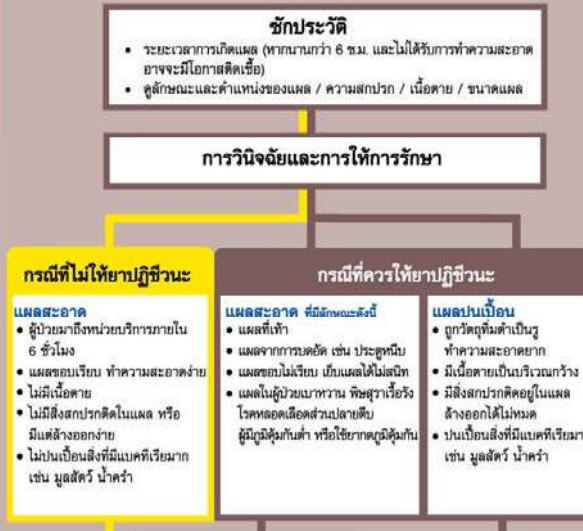 ซักประวัติ
• ระยะเวลาการเกิดแผล (หากนานกว่า 6 ช.ม. และไม่ได้รับการทำความสะอาด
อาจจะมีโอกาสติดเชื้อ)
• ดูลักษณะและตำแหน่งของแผล / ความสกปรก / เนื้อตาย / ขนาดแผล
การวินิจฉัยและการให้การรักษา
กรณีที่ไม่ให้ยาปฏิชีวนะ
แผลสะอาด
• ผู้ป่วยมาถึงหน่วยบริการภายใน
6 ชั่วโมง
• แผลขอบเรียบ ทำความสะอาดง่าย
• ไม่มีเนื้อตาย
• ไม่มีสิ่งสกปรกติดในแผล หรือ
มีแต่ล้างออกง่าย
• ไม่ปนเปื้อนสิ่งที่มีแบคทีเรียมาก
เช่น มูลสัตว์ น้ำครำ
กรณีที่ควรให้ยาปฏิชีวนะ
แผลสะอาด ที่มีลักษณะดังนี้
• แผลที่เท้า
• แผลจากการบดอัด เช่น ประตูหนีบ
• แผลขอบไม่เรียบ เย็บแผลได้ไม่สนิท
• แผลในผู้ป่วยเบาหวาน พิษสุราเรื้อรัง
โรคหลอดเลือดส่วนปลายตีบ
ผู้มีภูมิคุ้มกันต่ำ หรือใช้ยากดภูมิคุ้มกัน
แผลปนเปื้อน
• ถูกวัตถุทิ่มตำเป็นรู
ทำความสะอาดยาก
• มีเนื้อตายเป็นบริเวณกว้าง
• มีสิ่งสกปรกติดอยู่ในแผล
ล้างออกได้ไม่หมด
• ปนเปื้อนสิ่งที่มีแบคทีเรียมา
เช่น มูลสัตว์ น้ำครำ